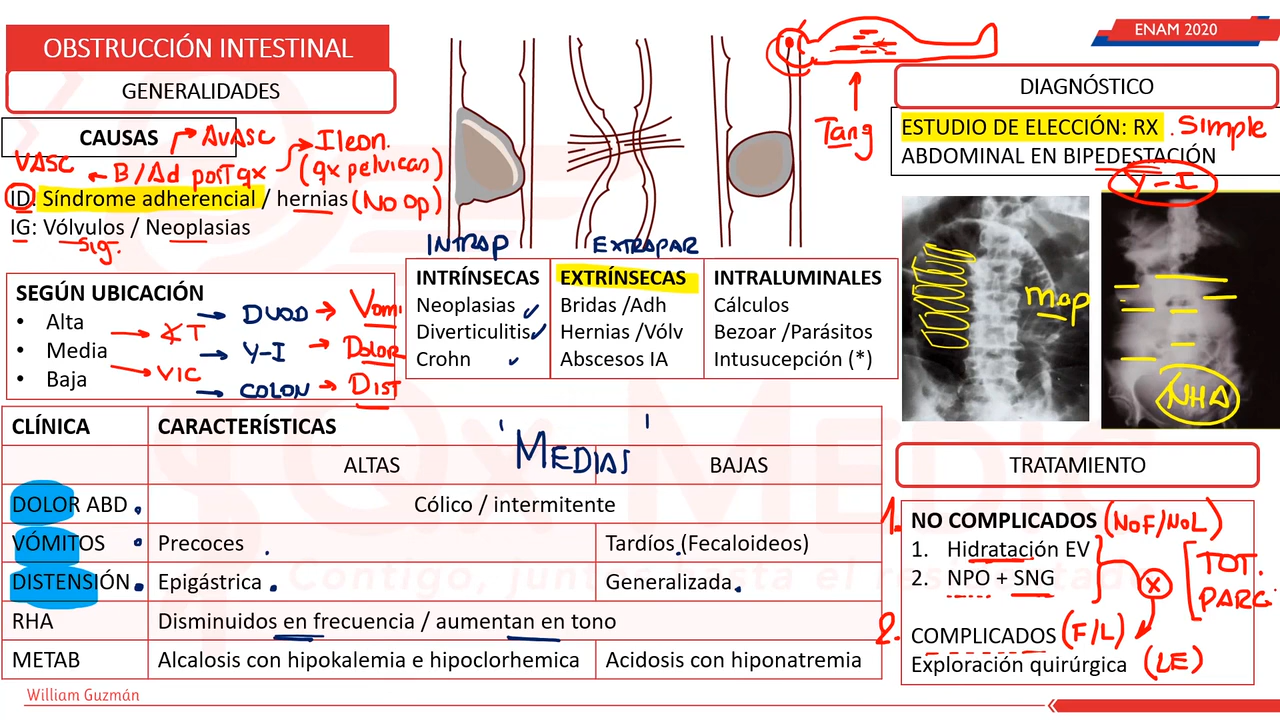 OBSTRUCCIÓN INTESTINAL
ENAM 2020
GENERALIDADES
CAUSAS
AVASC
VASC
B/Ad post qx
Ileon.
(qx pelvicas)
ID: Síndrome adherencial / hernias (No op)
IG: Vólvulos / Neoplasias
Sig.
SEGÚN UBICACIÓN
• Alta
• Media
• Baja
∢T
VIC
DUOD → Vomi
Y-I → DOLOR
COLON → DIST
Tang
INTRAP
EXTRAPAR
INTRÍNSECAS
Neoplasias
Diverticulitis
Crohn
EXTRÍNSECAS
Bridas /Adh
Hernias /Vólv
Abscesos IA
INTRALUMINALES
Cálculos
Bezoar /Parásitos
Intusucepción (*)
DIAGNÓSTICO
ESTUDIO DE ELECCIÓN: RX . Simple
ABDOMINAL EN BIPEDESTACIÓN
Y-I
mop
NHA
CLÍNICA CARACTERÍSTICAS
ALTAS 'MEDIAS' BAJAS
DOLOR ABD Cólico / intermitente
VÓMITOS Precoces Tardíos (Fecaloideos)
DISTENSIÓN Epigástrica Generalizada
RHA Disminuidos en frecuencia / aumentan en tono
METAB Alcalosis con hipokalemia e hipoclorhemica Acidosis con hiponatremia
TRATAMIENTO
1. NO COMPLICADOS (NoF/NoL)
1. Hidratación EV
2. NPO + SNG
X
TOT.
PARC.
2. COMPLICADOS (F/L)
Exploración quirúrgica (LE)
Contigo, juntos hasta el
William Guzmán